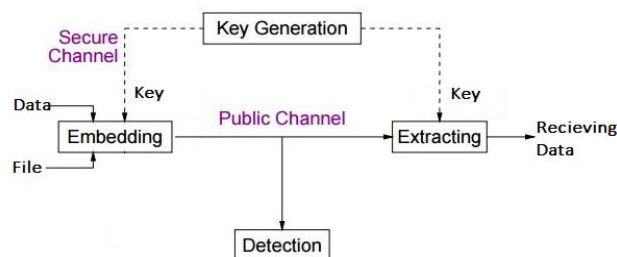 Key Generation
Secure
Channel
Key
Key
Data
Public Channel
Embedding
Extracting
Recieving
Data
File
Detection